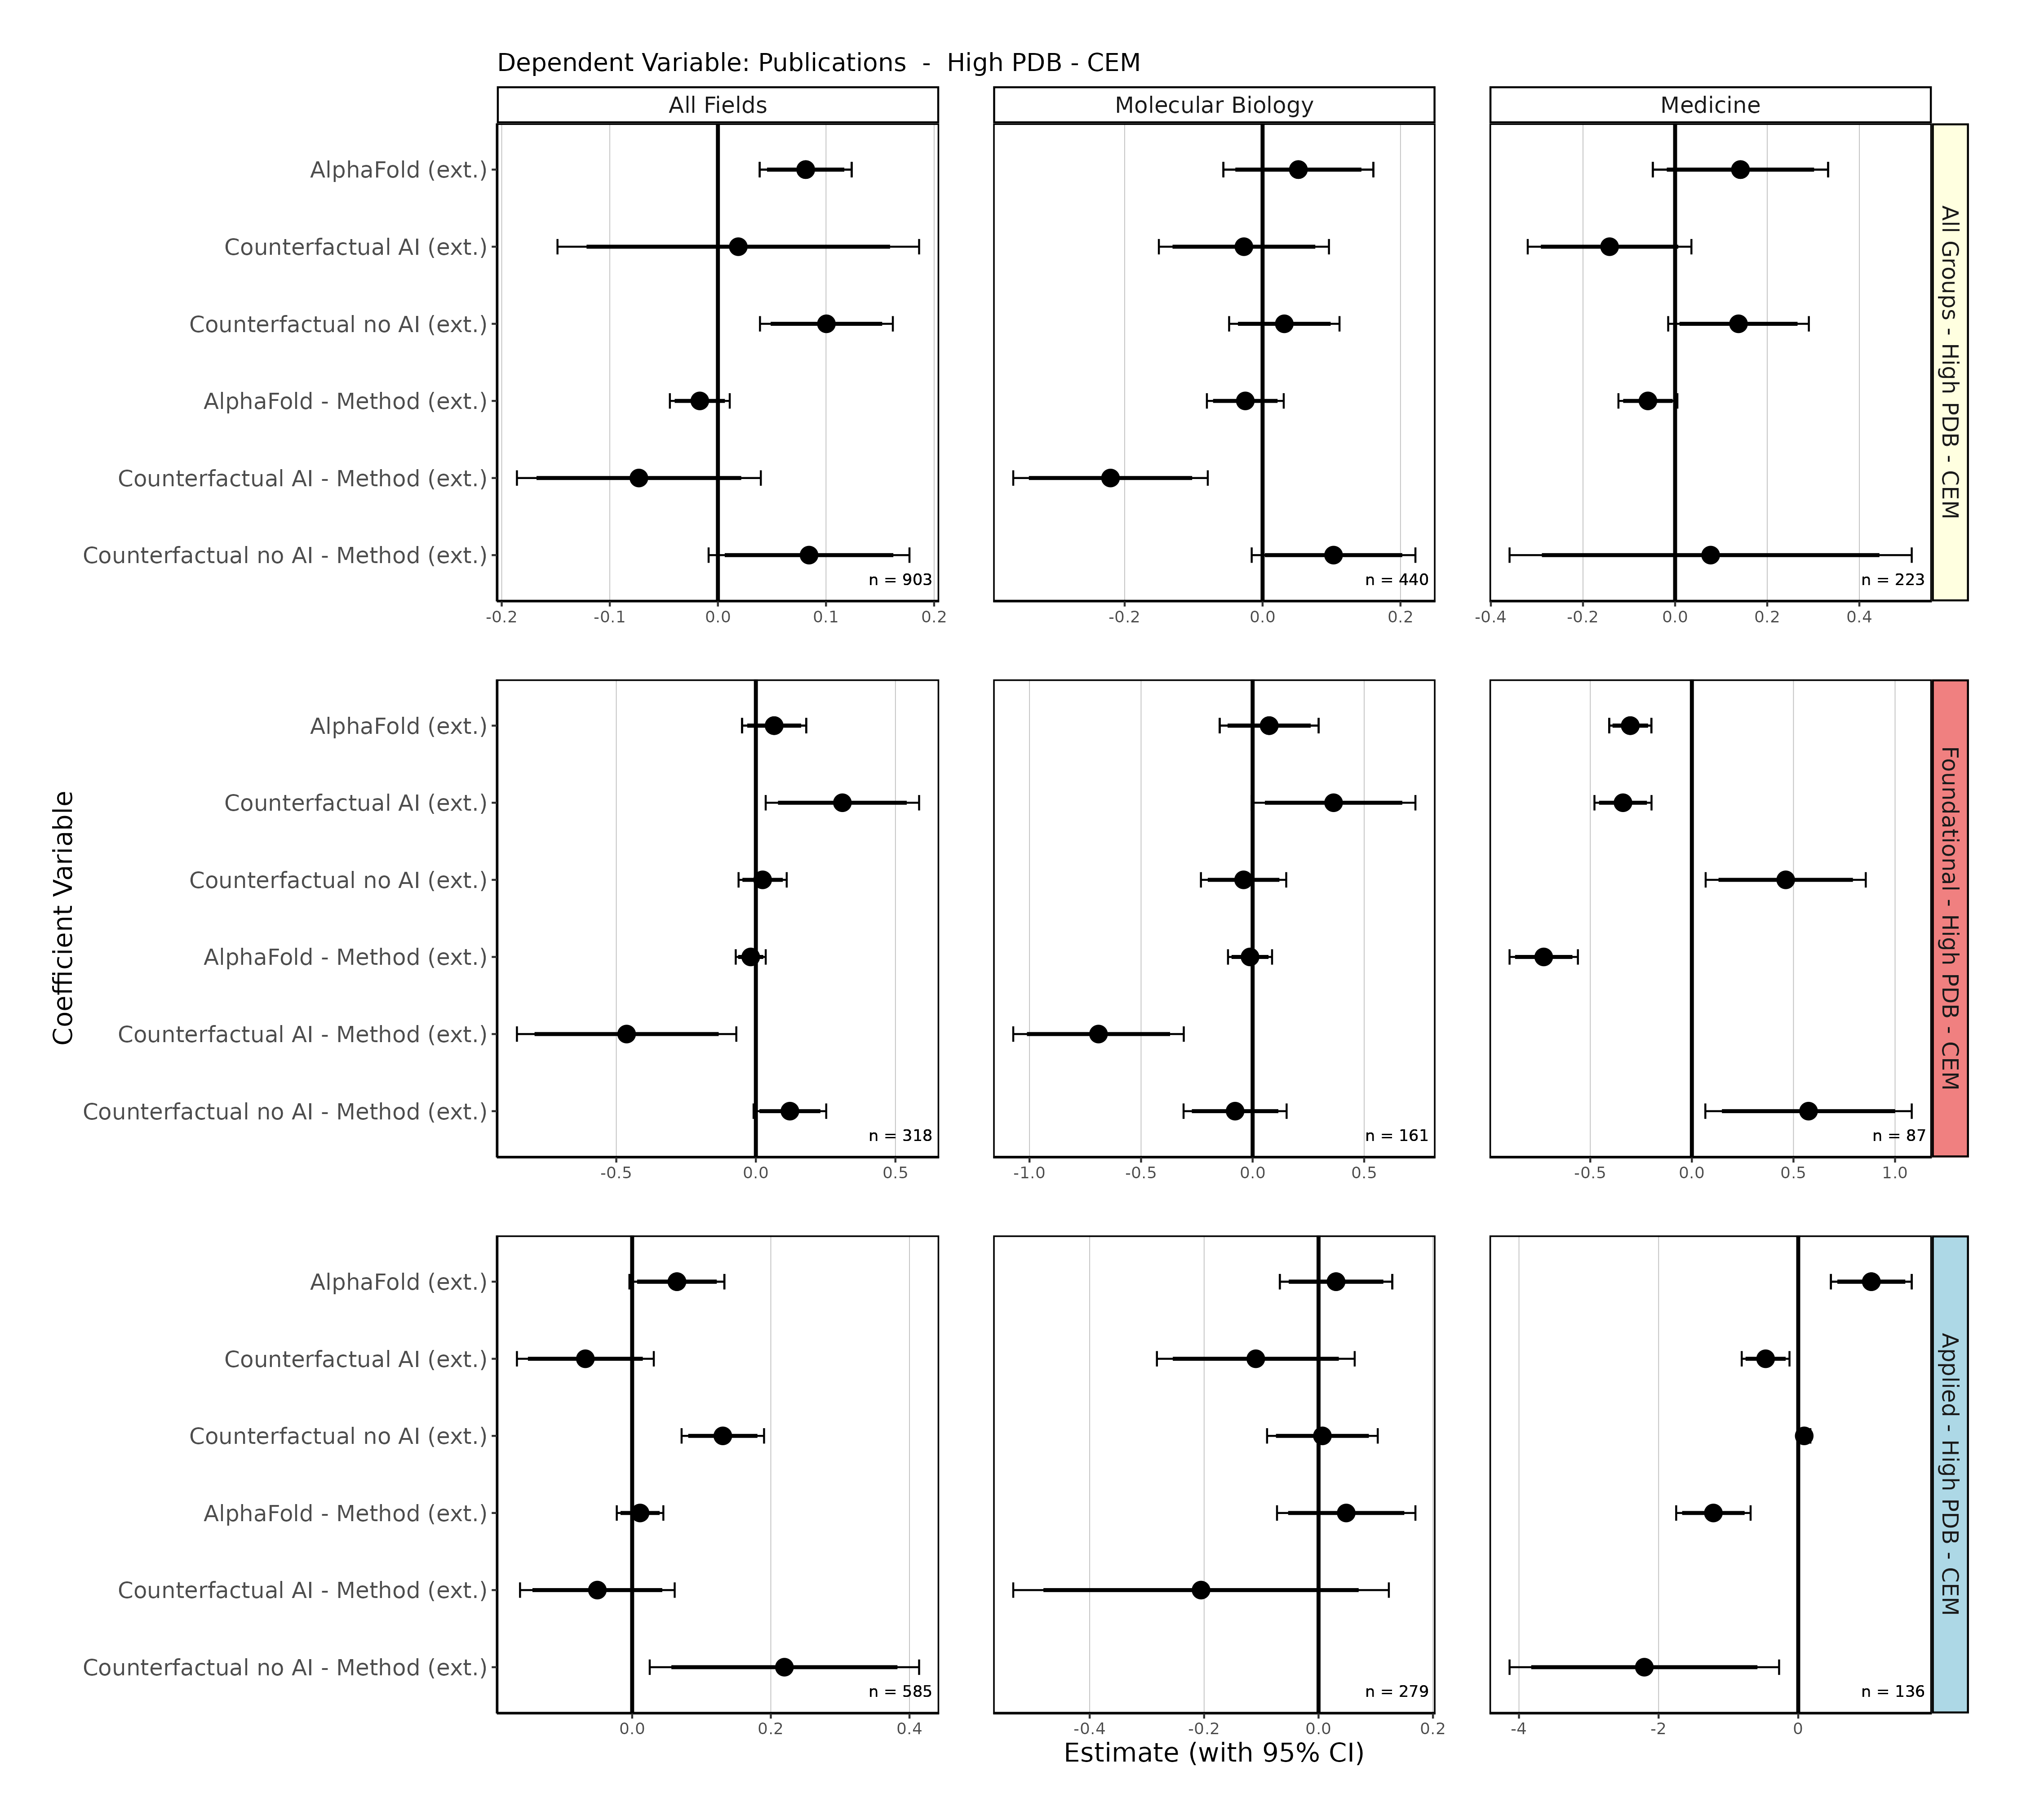 Dependent Variable: Publications  -  High PDB - CEM
All Fields
Molecular Biology
Medicine
AlphaFold (ext.)
Counterfactual AI (ext.)
Counterfactual no AI (ext.)
AlphaFold - Method (ext.)
Counterfactual AI - Method (ext.)
Counterfactual no AI - Method (ext.)
n = 903
n = 440
n = 223
All Groups - High PDB - CEM
-0.2 -0.1 0.0 0.1 0.2
-0.2 0.0 0.2
-0.4 -0.2 0.0 0.2 0.4
Coefficient Variable
AlphaFold (ext.)
Counterfactual AI (ext.)
Counterfactual no AI (ext.)
AlphaFold - Method (ext.)
Counterfactual AI - Method (ext.)
Counterfactual no AI - Method (ext.)
n = 318
n = 161
n = 87
Foundational - High PDB - CEM
-0.5 0.0 0.5
-1.0 -0.5 0.0 0.5
-0.5 0.0 0.5 1.0
AlphaFold (ext.)
Counterfactual AI (ext.)
Counterfactual no AI (ext.)
AlphaFold - Method (ext.)
Counterfactual AI - Method (ext.)
Counterfactual no AI - Method (ext.)
n = 585
n = 279
n = 136
Applied - High PDB - CEM
0.0 0.2 0.4
-0.4 -0.2 0.0 0.2
-4 -2 0
Estimate (with 95% CI)